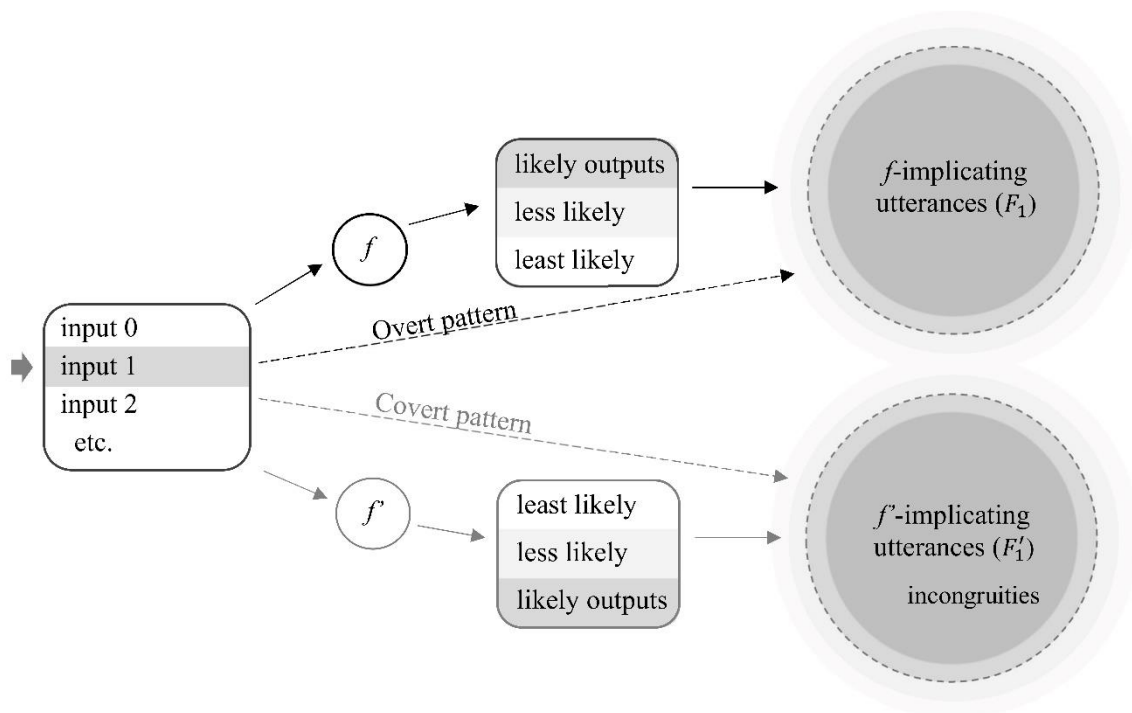 likely outputs
less likely
least likely
f
f-implicating
utterances (F₁)
input 0
input 1
input 2
etc.
Overt pattern
Covert pattern
f’
least likely
less likely
likely outputs
f’-implicating
utterances (F₁′)
incongruities